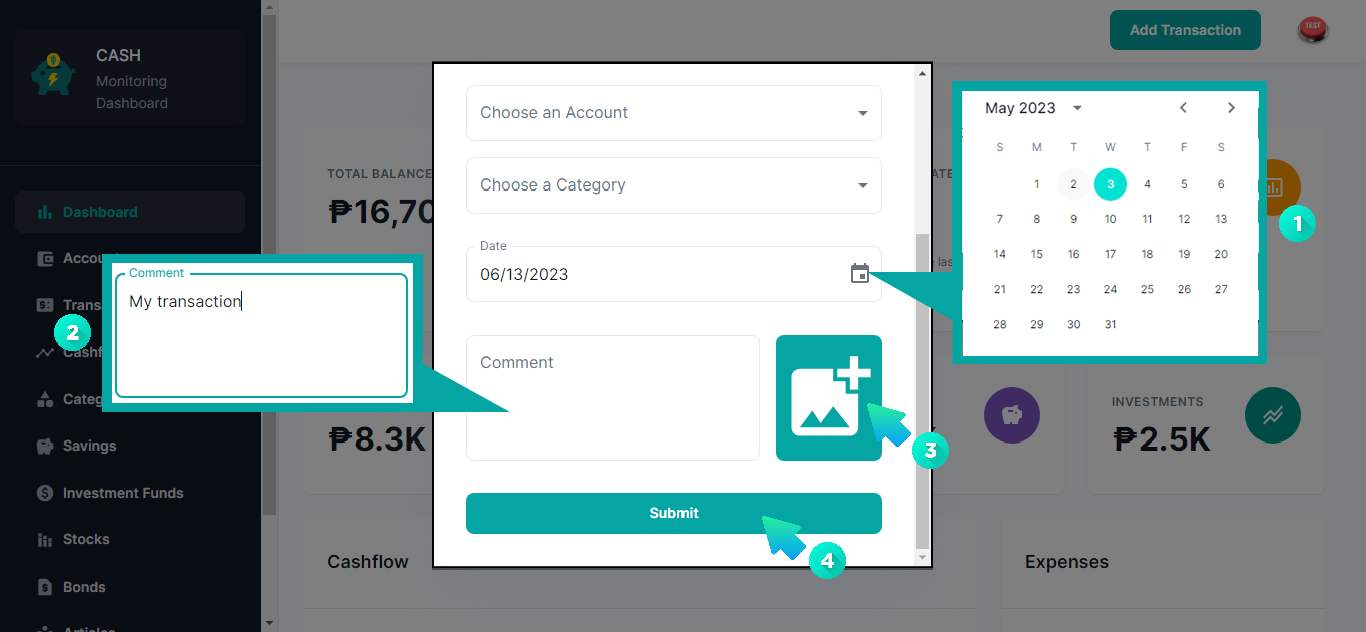 CASH
Monitoring
Dashboard
Dashboard
Accou
Trans
Cashf
Categ
Savings
Investment Funds
Stocks
Bonds
Articles
Add Transaction
TEST
TOTAL BALANCE
₱16,70
₱8.3K
INVESTMENTS
₱2.5K
Cashflow
Expenses
Choose an Account
Choose a Category
Date
06/13/2023
Comment
Submit
May 2023
S M T W T F S
1 2 3 4 5 6
7 8 9 10 11 12 13
14 15 16 17 18 19 20
21 22 23 24 25 26 27
28 29 30 31
1
Comment
My transaction
2
3
4